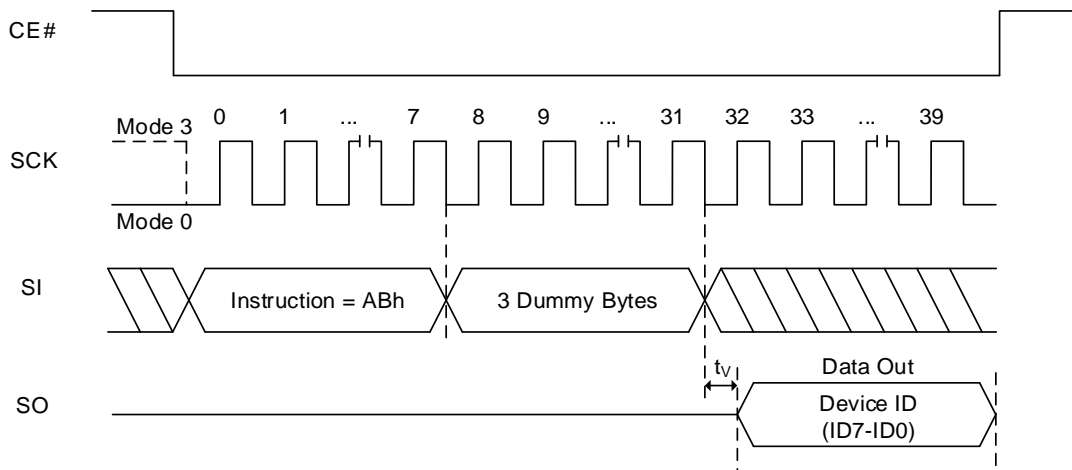 CE#
0 1 ... 7 8 9 ... 31 32 33 ... 39
Mode 3
SCK
Mode 0
SI
Instruction = ABh
3 Dummy Bytes
tV
Data Out
SO
Device ID
(ID7-ID0)